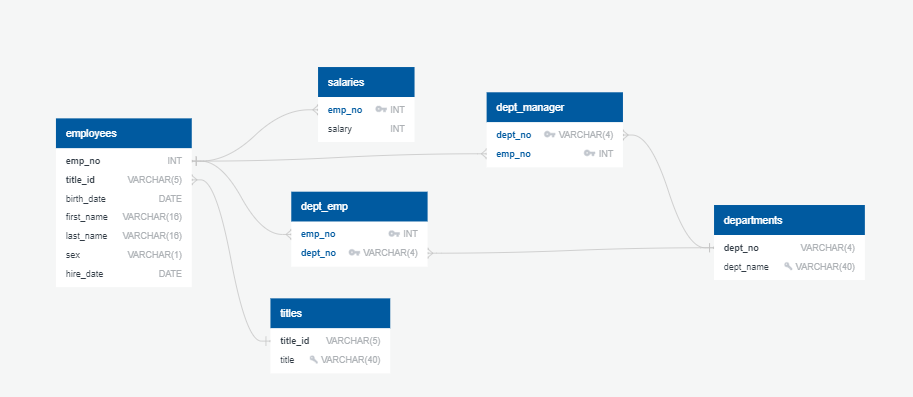 salaries
emp_no INT
salary INT
dept_manager
dept_no VARCHAR(4)
emp_no INT
employees
emp_no INT
title_id VARCHAR(5)
birth_date DATE
first_name VARCHAR(16)
last_name VARCHAR(16)
sex VARCHAR(1)
hire_date DATE
dept_emp
emp_no INT
dept_no VARCHAR(4)
departments
dept_no VARCHAR(4)
dept_name VARCHAR(40)
titles
title_id VARCHAR(5)
title VARCHAR(40)